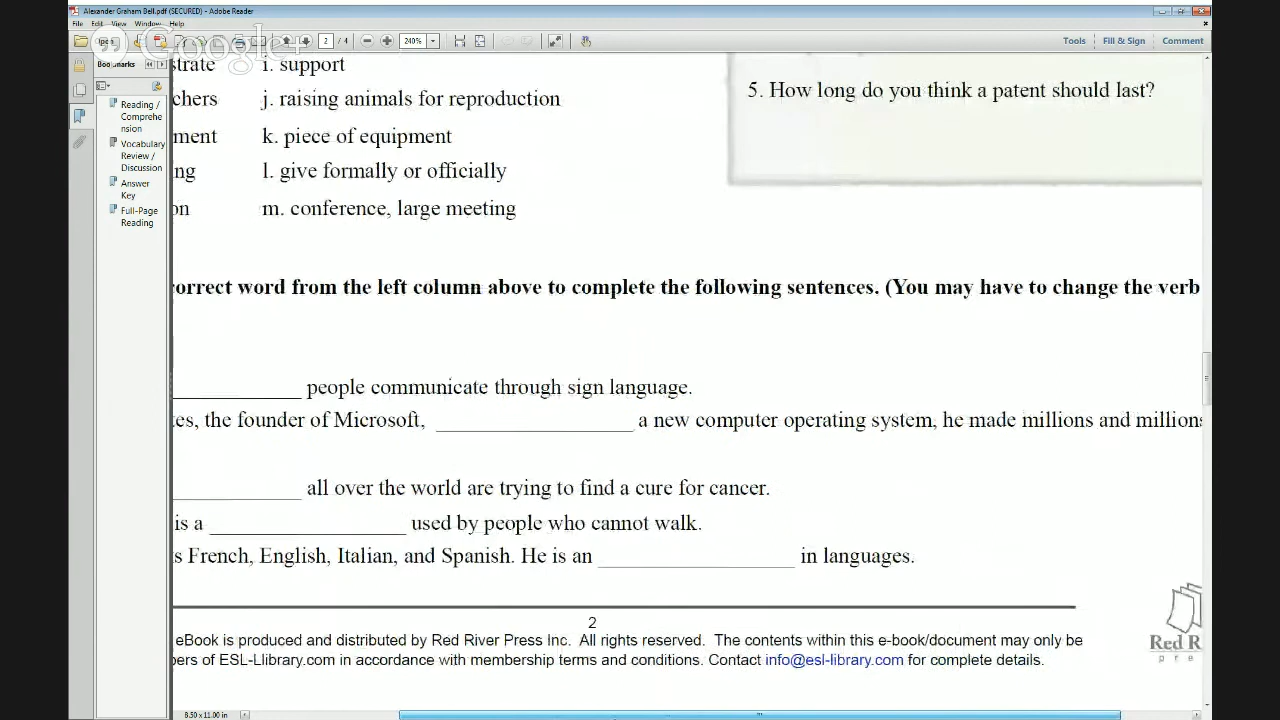 Alexander Graham Bell.pdf (SECURED) - Adobe Reader
File Edit View Window Help
Google+
2 / 4 240% Tools Fill & Sign Comment
Bookmarks
Reading /
Comprehe
nsion
Vocabulary
Review /
Discussion
Answer
Key
Full-Page
Reading
strate i. support
chers j. raising animals for reproduction
ment k. piece of equipment
ng l. give formally or officially
on m. conference, large meeting
5. How long do you think a patent should last?
orrect word from the left column above to complete the following sentences. (You may have to change the verb
____ people communicate through sign language.
tes, the founder of Microsoft, ____ a new computer operating system, he made millions and millions
____ all over the world are trying to find a cure for cancer.
is a ____ used by people who cannot walk.
s French, English, Italian, and Spanish. He is an ____ in languages.
2
eBook is produced and distributed by Red River Press Inc. All rights reserved. The contents within this e-book/document may only be
bers of ESL-Llibrary.com in accordance with membership terms and conditions. Contact info@esl-library.com for complete details.
Red R
pre
8.50 x 11.00 in